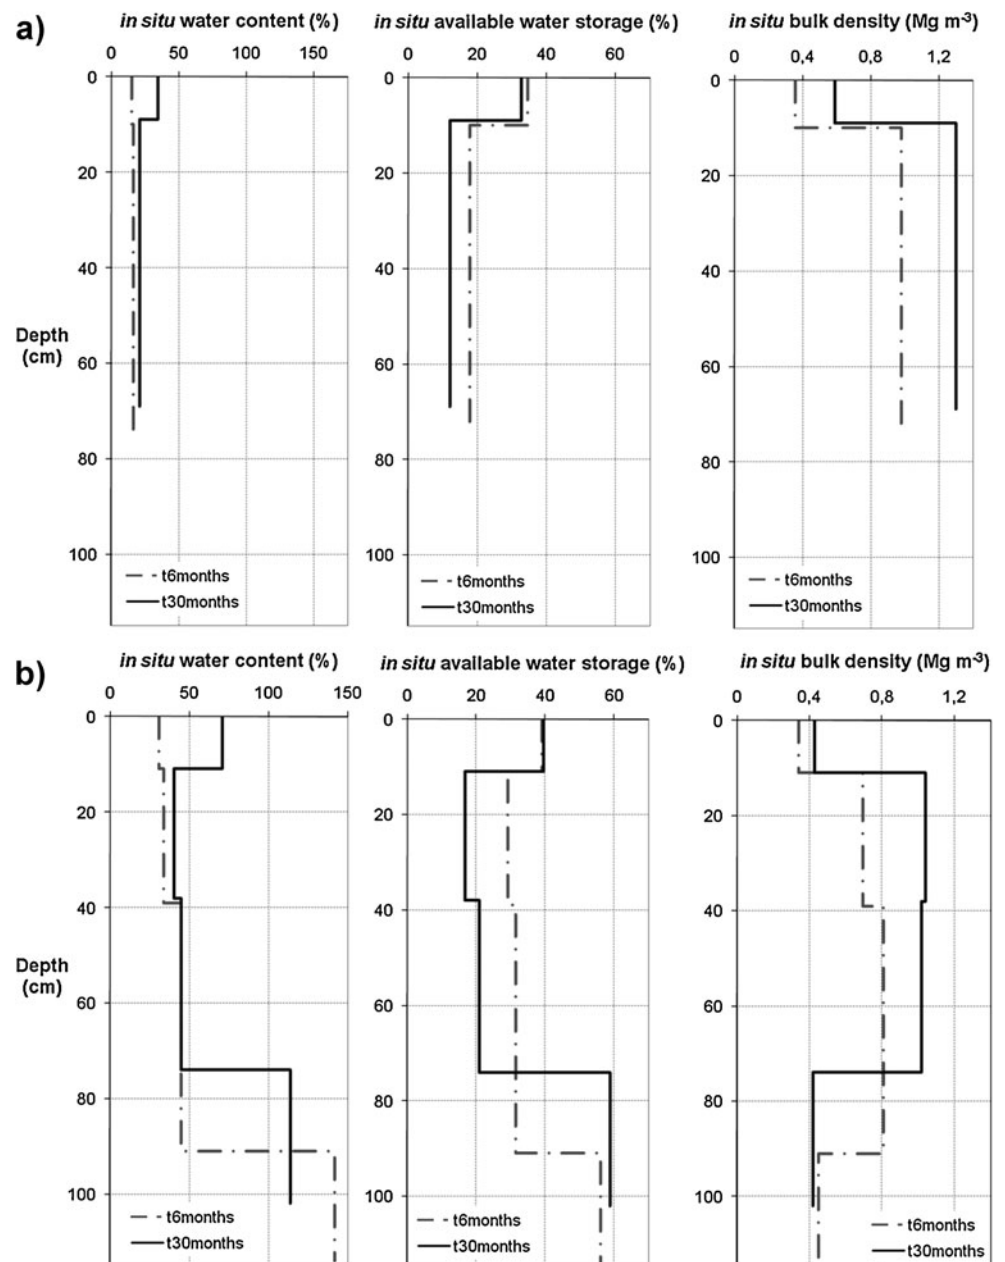 a)
in situ water content (%)
in situ available water storage (%)
in situ bulk density (Mg m-3)
0 50 100 150
0 20 40 60
0 0,4 0,8 1,2
0 0 0
20 20 20
40 40 40
Depth
(cm)
60 60 60
80 80 80
100 100 100
t6months t6months t6months
t30months t30months t30months
b)
in situ water content (%)
in situ available water storage (%)
in situ bulk density (Mg m-3)
0 50 100 150
0 20 40 60
0 0,4 0,8 1,2
0 0 0
20 20 20
40 40 40
Depth
(cm)
60 60 60
80 80 80
100 100 100
t6months t6months t6months
t30months t30months t30months